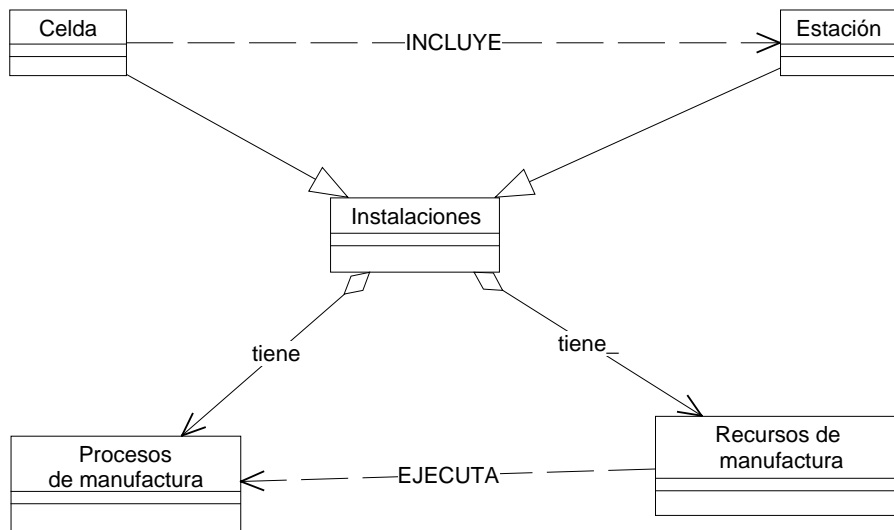 Celda
Estación
INCLUYE
Instalaciones
tiene
tiene_
Procesos
de manufactura
Recursos de
manufactura
EJECUTA